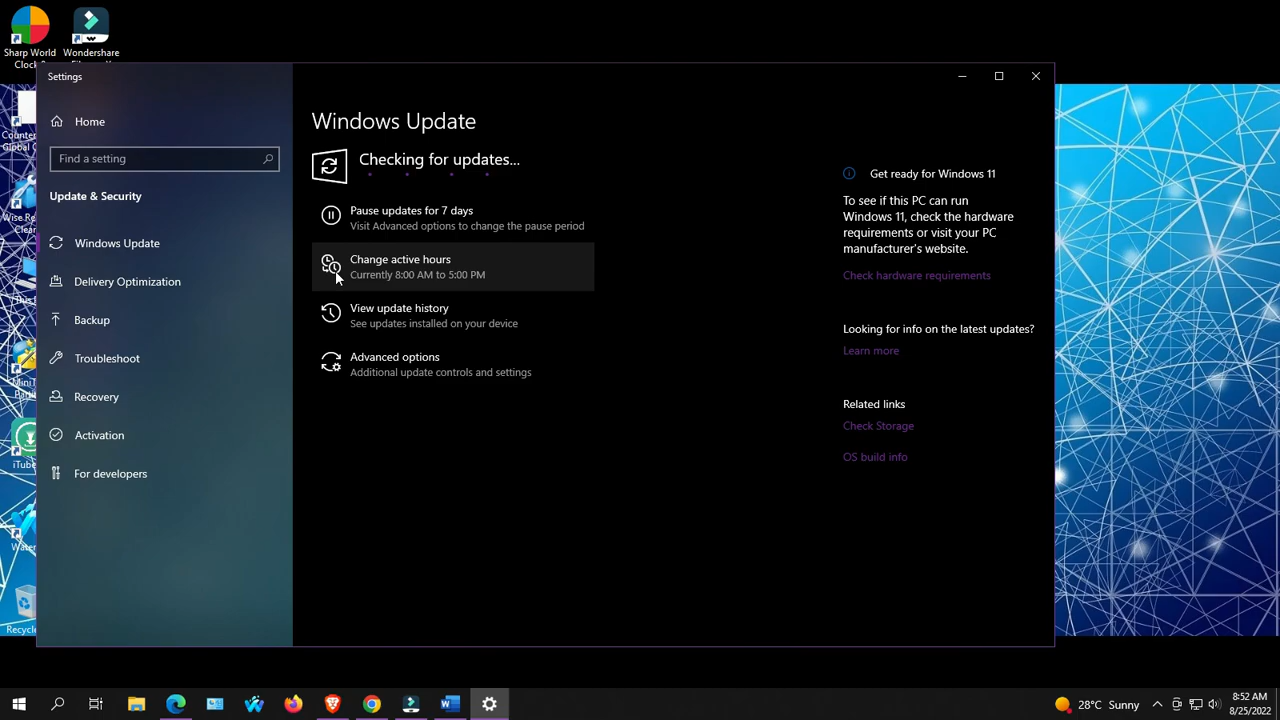 Sharp World
Wondershare
Settings
Home
Find a setting
Update & Security
Windows Update
Delivery Optimization
Backup
Troubleshoot
Recovery
Activation
For developers
Windows Update
Checking for updates...
Pause updates for 7 days
Visit Advanced options to change the pause period
Change active hours
Currently 8:00 AM to 5:00 PM
View update history
See updates installed on your device
Advanced options
Additional update controls and settings
Get ready for Windows 11
To see if this PC can run
Windows 11, check the hardware
requirements or visit your PC
manufacturer's website.
Check hardware requirements
Looking for info on the latest updates?
Learn more
Related links
Check Storage
OS build info
28°C Sunny
8:52 AM
8/25/2022